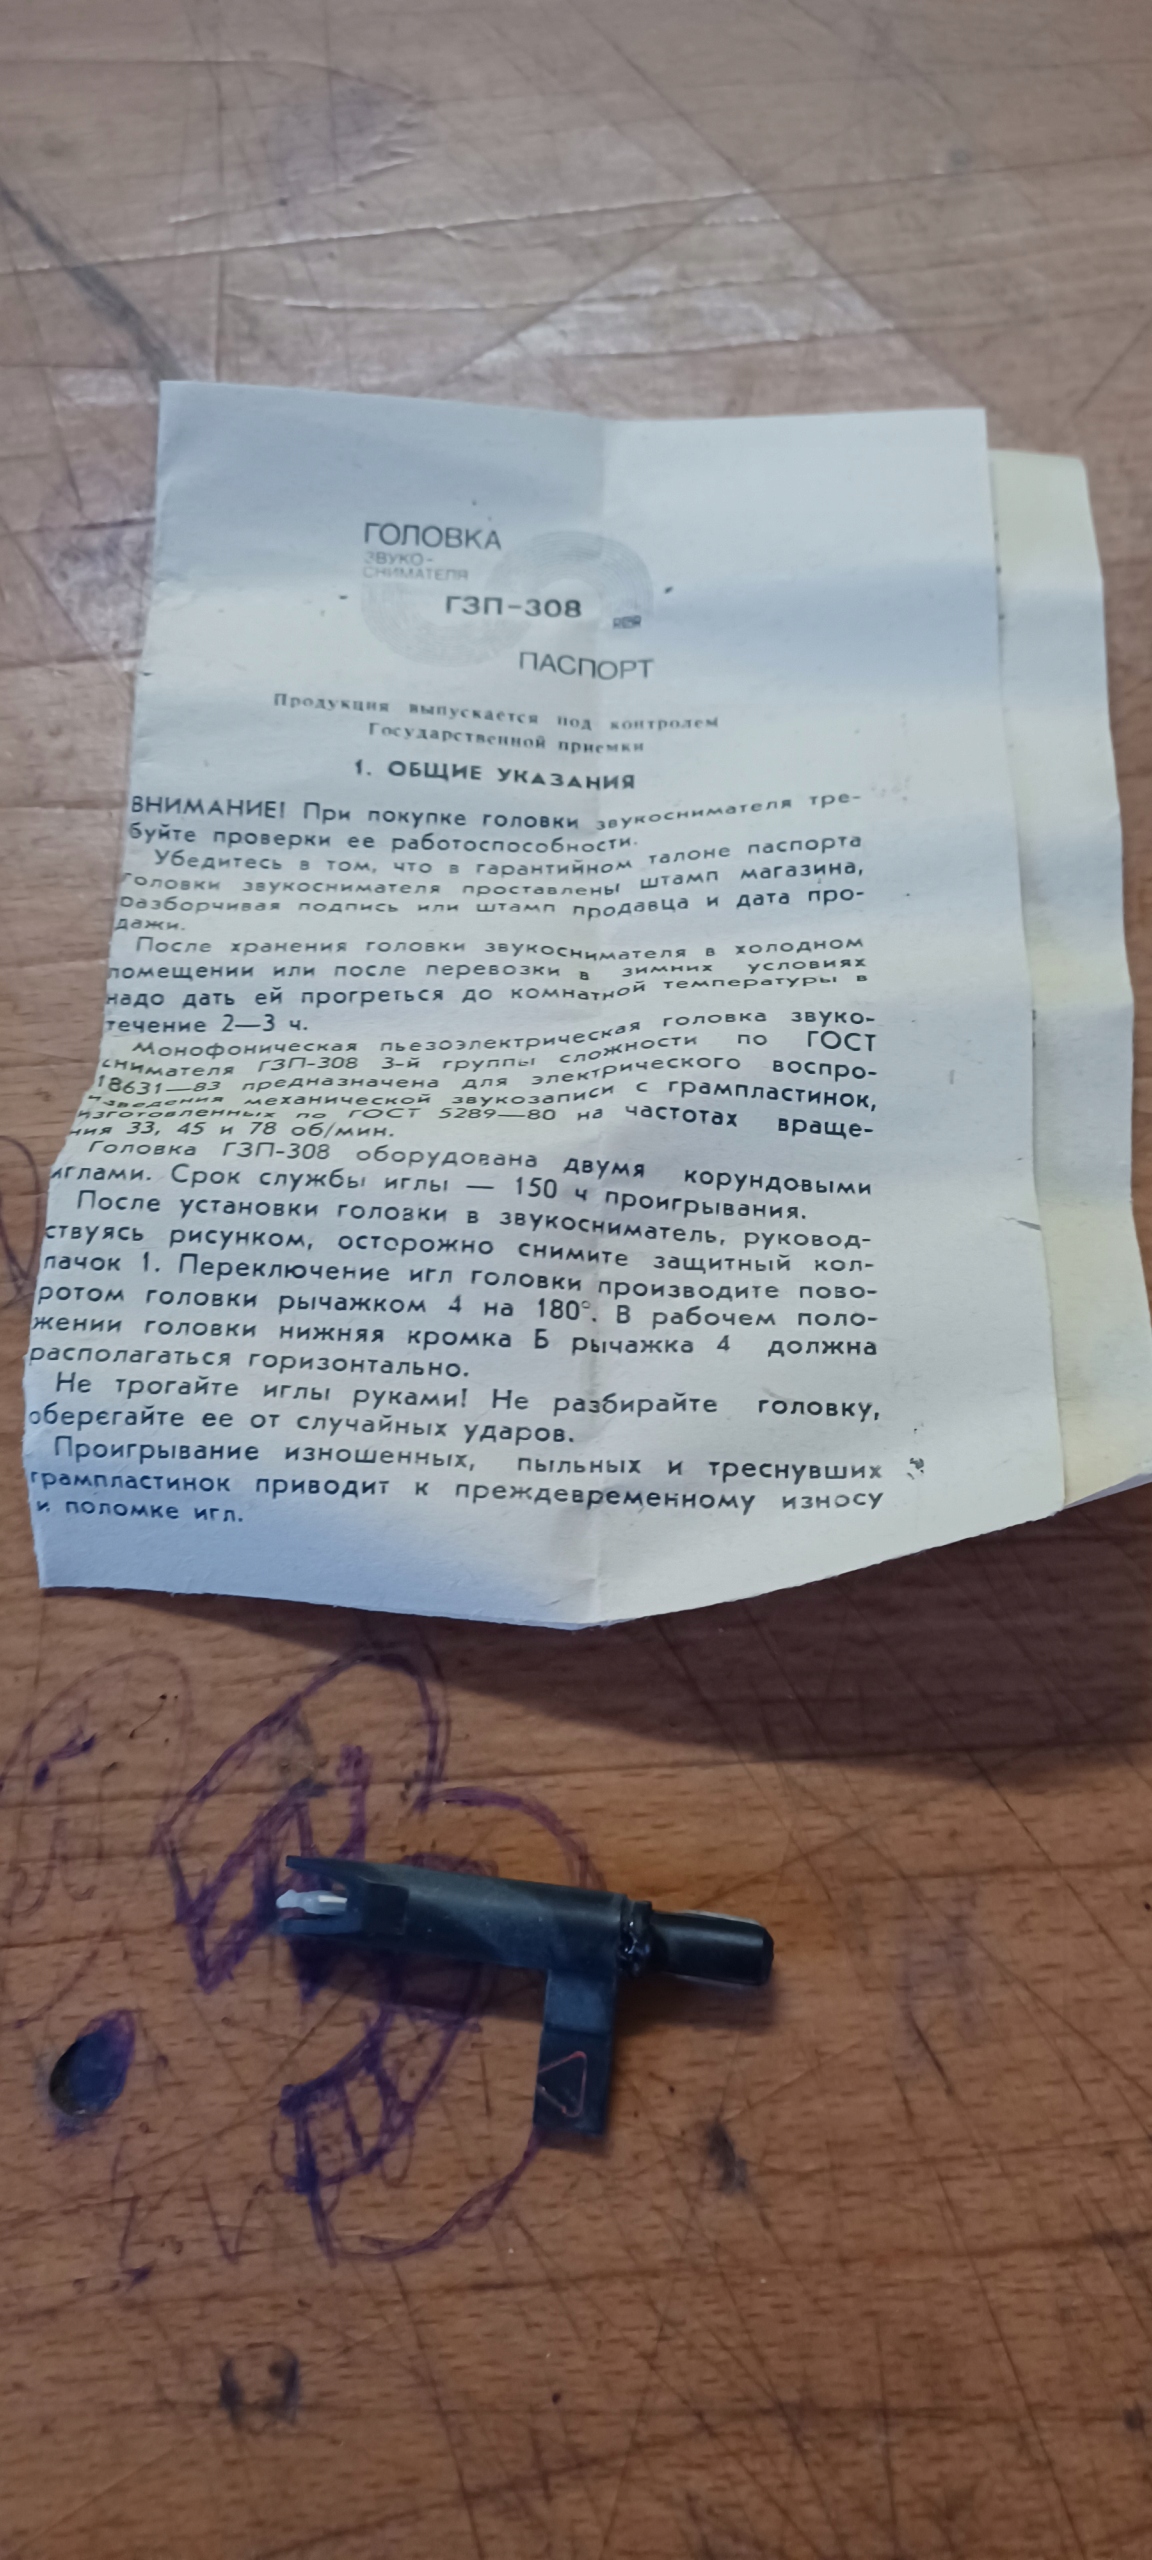 ГОЛОВКА
ЗВУКО-
СНИМАТЕЛЯ
ГЗП-308
ПАСПОРТ
Продукция выпускается под контролем
Государственной приемки
1. ОБЩИЕ УКАЗАНИЯ
ВНИМАНИЕ! При покупке головки звукоснимателя тре-
буйте проверки ее работоспособности.
Убедитесь в том, что в гарантийном талоне паспорта
головки звукоснимателя проставлены штамп магазина,
разборчивая подпись или штамп продавца и дата про-
дажи.
После хранения головки звукоснимателя в холодном
помещении или после перевозки в зимних условиях
надо дать ей прогреться до комнатной температуры в
течение 2—3 ч.
Монофоническая пьезоэлектрическая головка звуко-
снимателя ГЗП-308 3-й группы сложности по ГОСТ
18631—83 предназначена для электрического воспро-
изведения механической звукозаписи с грампластинок,
изготовленных по ГОСТ 5289—80 на частотах враще-
ния 33, 45 и 78 об/мин.
Головка ГЗП-308 оборудована двумя корундовыми
иглами. Срок службы иглы — 150 ч проигрывания.
После установки головки в звукосниматель, руковод-
ствуясь рисунком, осторожно снимите защитный кол-
пачок 1. Переключение игл головки производите пово-
ротом головки рычажком 4 на 180°. В рабочем поло-
жении головки нижняя кромка Б рычажка 4 должна
располагаться горизонтально.
Не трогайте иглы руками! Не разбирайте головку,
оберегайте ее от случайных ударов.
Проигрывание изношенных, пыльных и треснувших
грампластинок приводит к преждевременному износу
и поломке игл.